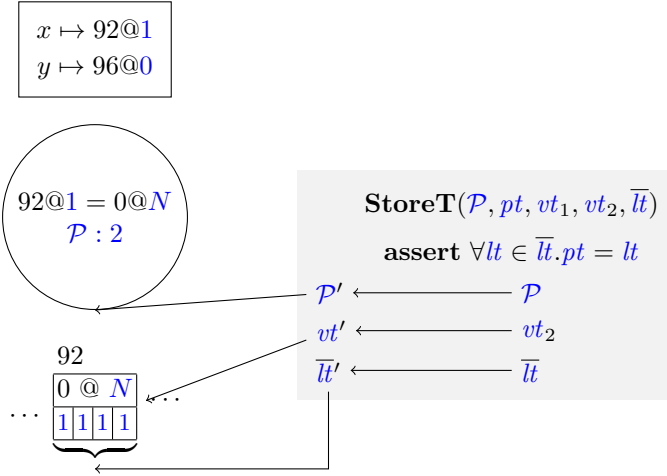 x ↦ 92@1
y ↦ 96@0
92@1 = 0@N
𝒫 : 2
StoreT(𝒫, pt, vt₁, vt₂, l̅t̅)
assert ∀lt ∈ l̅t̅.pt = lt
𝒫′ 𝒫
vt′ vt₂
l̅t̅′ l̅t̅
92
0 @ N
... 1 1 1 1 ...